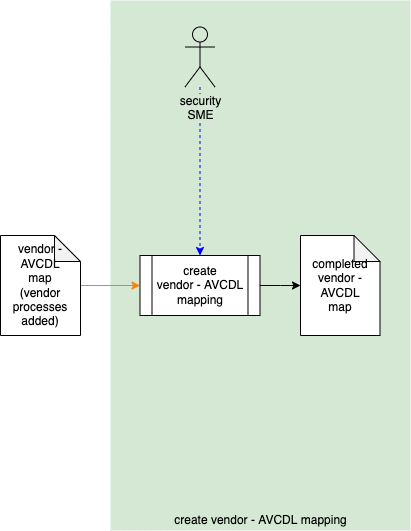 security
SME
vendor -
AVCDL
map
(vendor
processes
added)
create
vendor - AVCDL
mapping
completed
vendor -
AVCDL
map
create vendor - AVCDL mapping